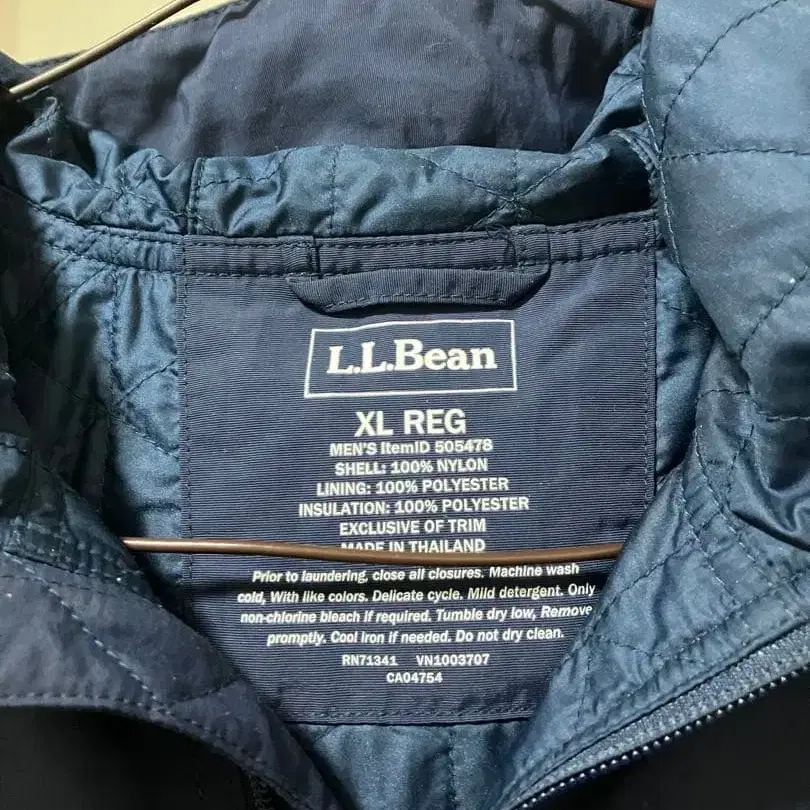 L.L.Bean
XL REG
MEN'S ItemID 505478
SHELL: 100% NYLON
LINING: 100% POLYESTER
INSULATION: 100% POLYESTER
EXCLUSIVE OF TRIM
MADE IN THAILAND
Prior to laundering, close all closures. Machine wash
cold, With like colors. Delicate cycle. Mild detergent. Only
non-chlorine bleach if required. Tumble dry low, Remove
promptly. Cool iron if needed. Do not dry clean.
RN71341 VN1003707
CA04754